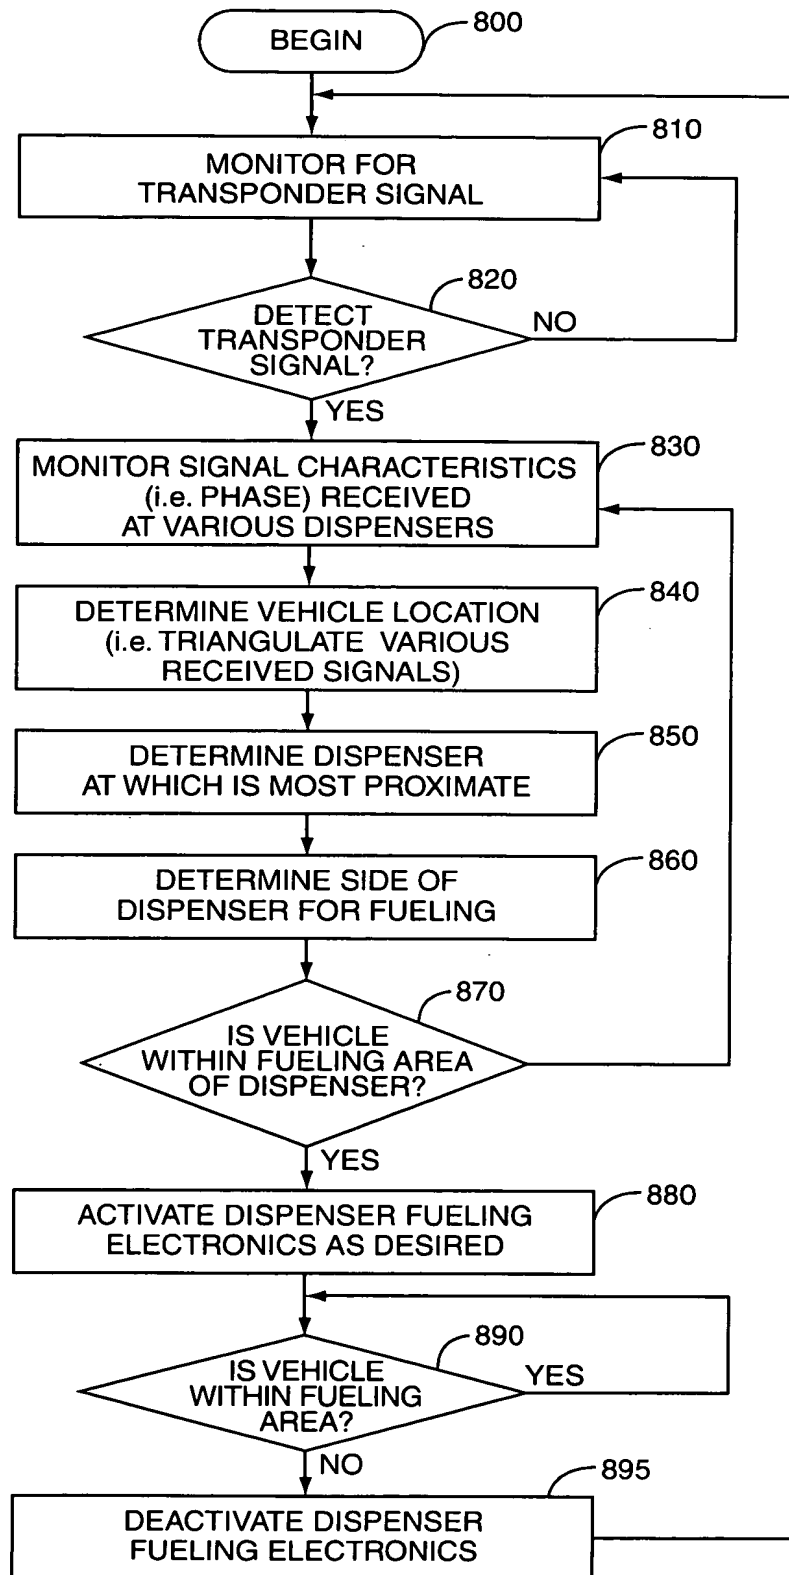 BEGIN
800
810
MONITOR FOR
TRANSPONDER SIGNAL
820
DETECT
TRANSPONDER
SIGNAL?
NO
YES
830
MONITOR SIGNAL CHARACTERISTICS
(i.e. PHASE) RECEIVED
AT VARIOUS DISPENSERS
840
DETERMINE VEHICLE LOCATION
(i.e. TRIANGULATE VARIOUS
RECEIVED SIGNALS)
850
DETERMINE DISPENSER
AT WHICH IS MOST PROXIMATE
860
DETERMINE SIDE OF
DISPENSER FOR FUELING
870
IS VEHICLE
WITHIN FUELING AREA
OF DISPENSER?
YES
880
ACTIVATE DISPENSER FUELING
ELECTRONICS AS DESIRED
890
IS VEHICLE
WITHIN FUELING
AREA?
YES
NO
895
DEACTIVATE DISPENSER
FUELING ELECTRONICS